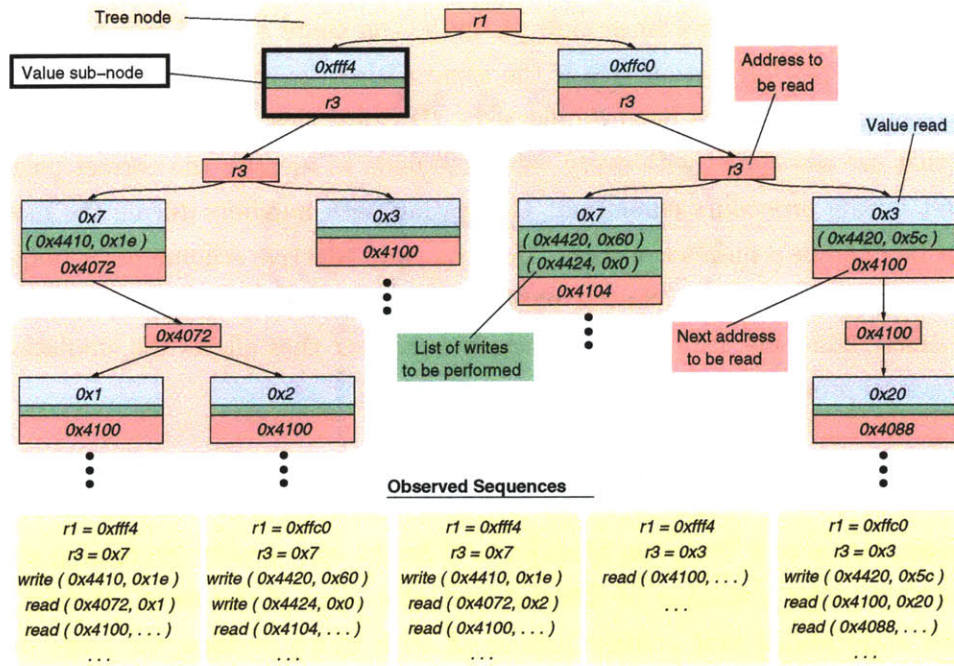 Tree node
r1
Value sub-node
0xfff4
r3
0xffc0
r3
Address to
be read
Value read
r3
r3
0x7
( 0x4410, 0x1e)
0x4072
0x3
0x4100
0x7
(0x4420, 0x60 )
(0x4424, 0x0 )
0x4104
0x3
( 0x4420, 0x5c )
0x4100
0x4072
List of writes
to be performed
Next address
to be read
0x4100
0x1
0x4100
0x2
0x4100
0x20
0x4088
Observed Sequences
r1 = 0xfff4
r3 = 0x7
write ( 0x4410, 0x1e )
read ( 0x4072, 0x1 )
read ( 0x4100, . . . )
. . .
r1 = 0xffc0
r3 = 0x7
write ( 0x4420, 0x60 )
write ( 0x4424, 0x0 )
read ( 0x4104, . . . )
. . .
r1 = 0xfff4
r3 = 0x7
write ( 0x4410, 0x1e )
read ( 0x4072, 0x2 )
read ( 0x4100, . . . )
. . .
r1 = 0xfff4
r3 = 0x3
read ( 0x4100, . . . )
. . .
r1 = 0xffc0
r3 = 0x3
write ( 0x4420, 0x5c )
read ( 0x4100, 0x20 )
read ( 0x4088, . . . )
. . .